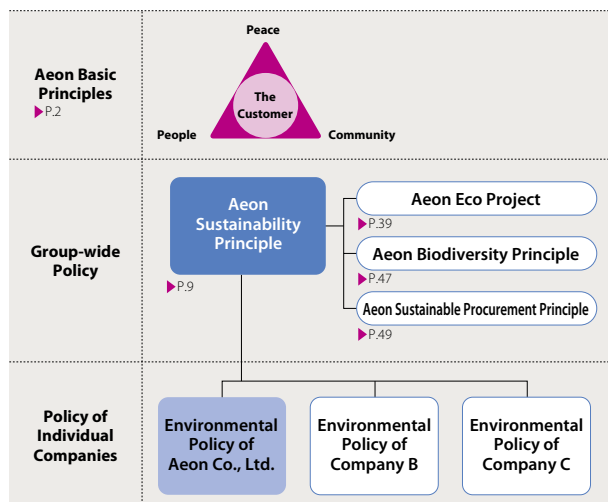 Aeon Basic
Principles
P.2
Peace
The
Customer
People
Community
Group-wide
Policy
Aeon
Sustainability
Principle
P.9
Aeon Eco Project
P.39
Aeon Biodiversity Principle
P.47
Aeon Sustainable Procurement Principle
P.49
Policy of
Individual
Companies
Environmental
Policy of
Aeon Co., Ltd.
Environmental
Policy of
Company B
Environmental
Policy of
Company C